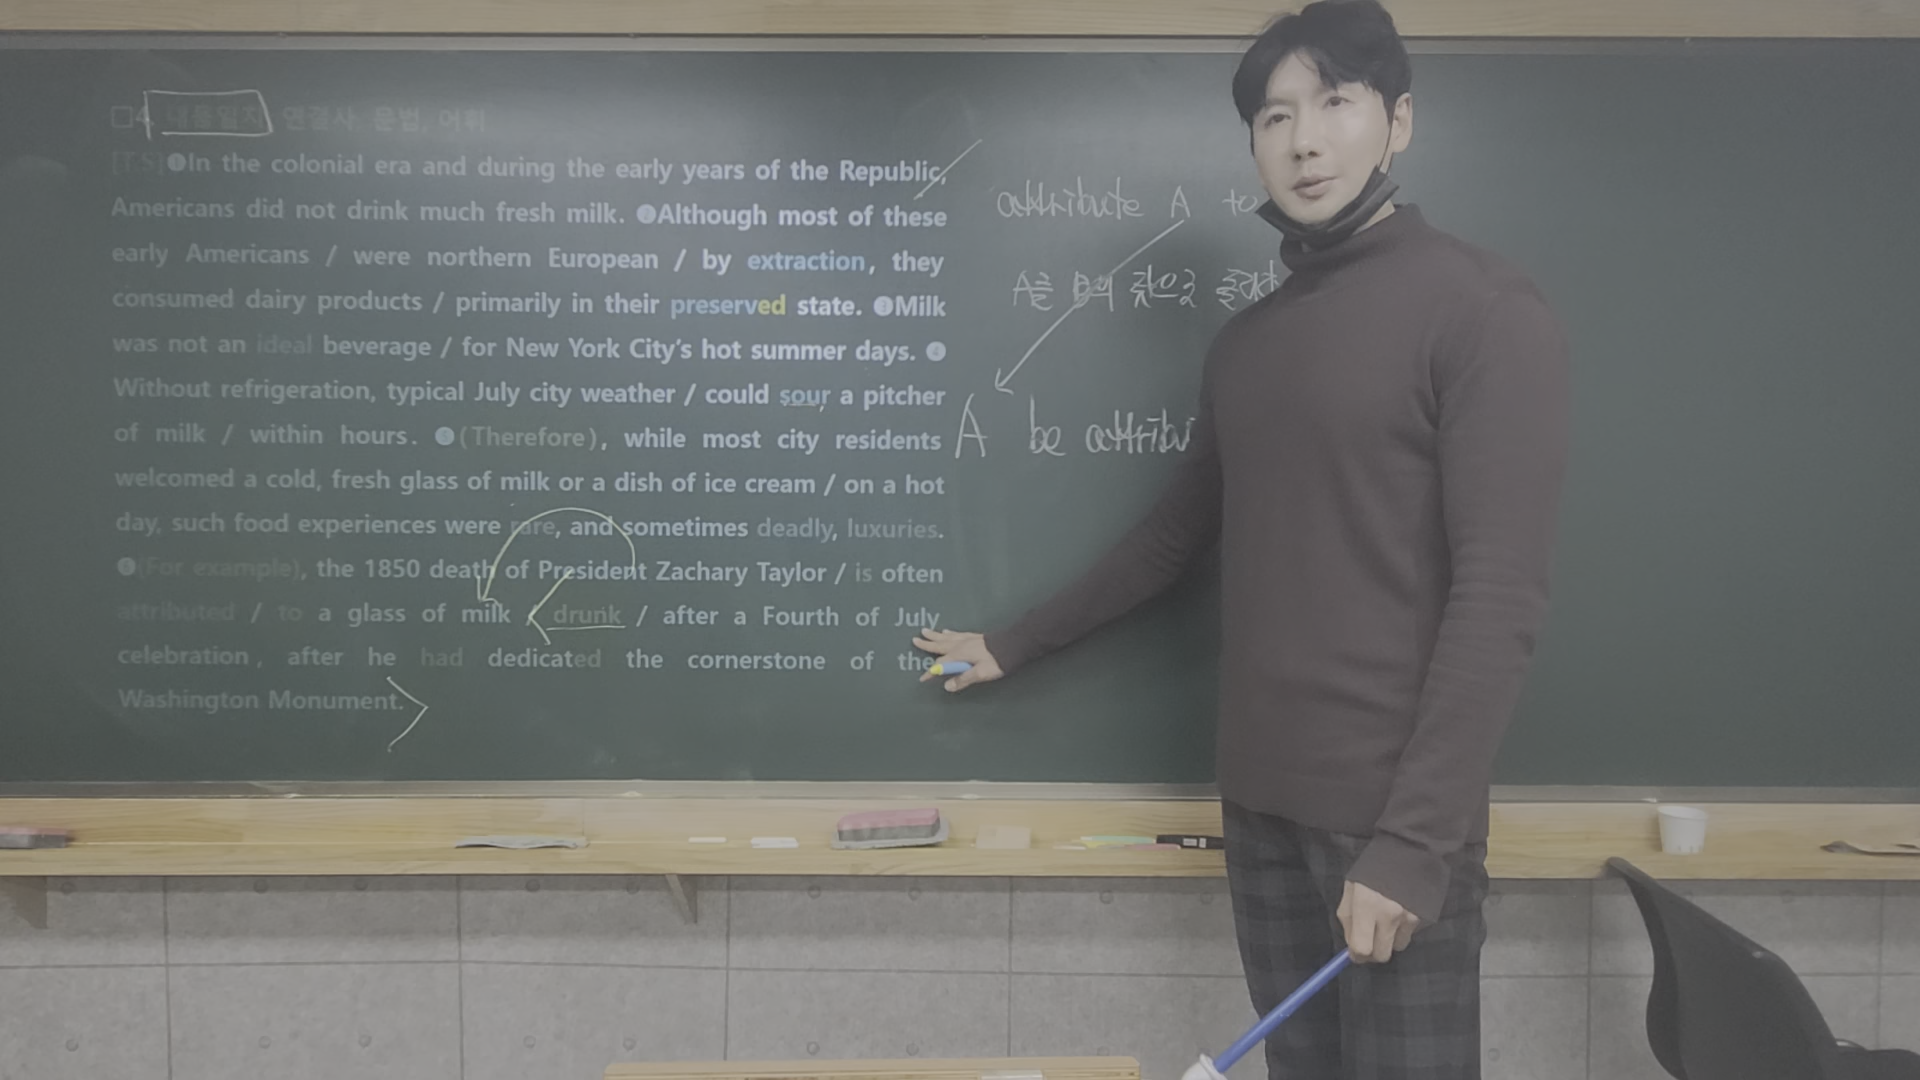 □4 내용일치, 연결사, 문법, 어휘
[T.S]❶In the colonial era and during the early years of the Republic,
Americans did not drink much fresh milk. ❷Although most of these
early Americans / were northern European / by extraction, they
consumed dairy products / primarily in their preserved state. ❸Milk
was not an ideal beverage / for New York City's hot summer days. ❹
Without refrigeration, typical July city weather / could sour a pitcher
of milk / within hours. ❺(Therefore), while most city residents
welcomed a cold, fresh glass of milk or a dish of ice cream / on a hot
day, such food experiences were rare, and sometimes deadly, luxuries.
❻(For example), the 1850 death of President Zachary Taylor / is often
attributed / to a glass of milk / drunk / after a Fourth of July
celebration, after he had dedicated the cornerstone of the
Washington Monument.
attribute A to
A를 B의 것으로
A be attribu